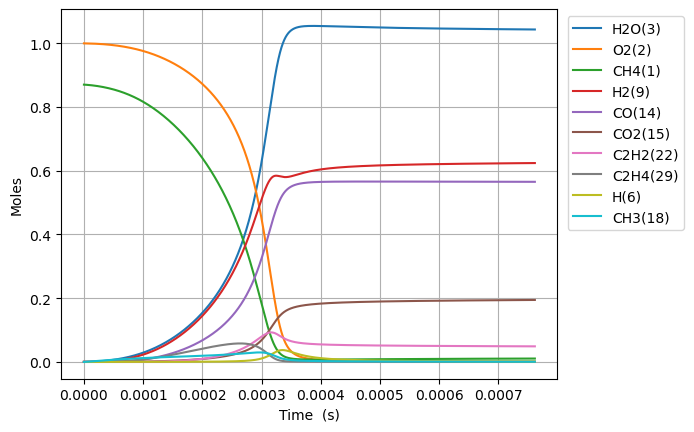 1.0
0.8
0.6
0.4
0.2
0.0
Moles
0.0000 0.0001 0.0002 0.0003 0.0004 0.0005 0.0006 0.0007
Time (s)
H2O(3)
O2(2)
CH4(1)
H2(9)
CO(14)
CO2(15)
C2H2(22)
C2H4(29)
H(6)
CH3(18)